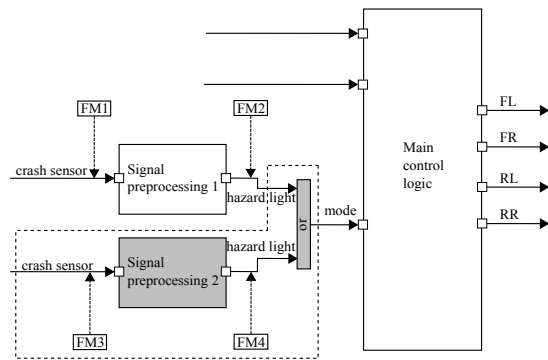 FM1
FM2
crash sensor
Signal
preprocessing 1
hazard light
or
mode
Main
control
logic
FL
FR
RL
RR
hazard light
crash sensor
Signal
preprocessing 2
FM3
FM4